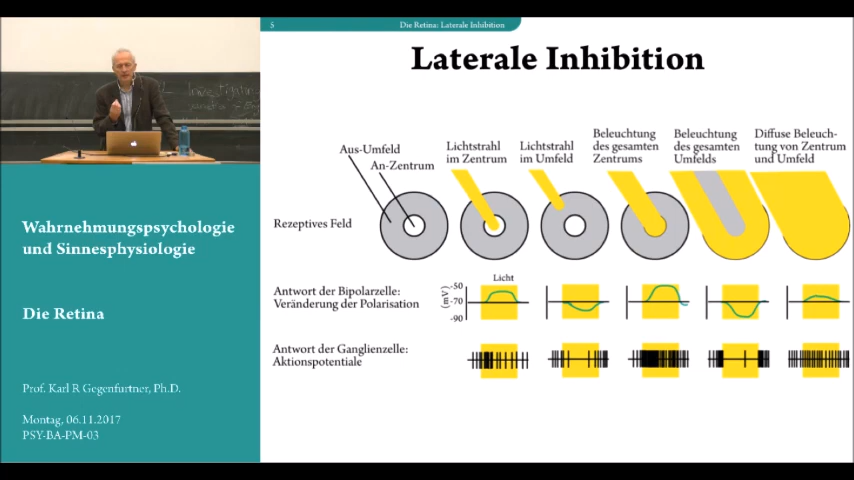 5
Die Retina: Laterale Inhibition
Laterale Inhibition
Wahrnehmungspsychologie
und Sinnesphysiologie
Die Retina
Prof. Karl R Gegenfurtner, Ph.D.
Montag, 06.11.2017
PSY-BA-PM-03
Aus-Umfeld
An-Zentrum
Lichtstrahl
im Zentrum
Lichtstrahl
im Umfeld
Beleuchtung
des gesamten
Zentrums
Beleuchtung
des gesamten
Umfelds
Diffuse Beleuch-
tung von Zentrum
und Umfeld
Rezeptives Feld
Antwort der Bipolarzelle:
Veränderung der Polarisation
(mV)
-50
-70
-90
Licht
Antwort der Ganglienzelle:
Aktionspotentiale